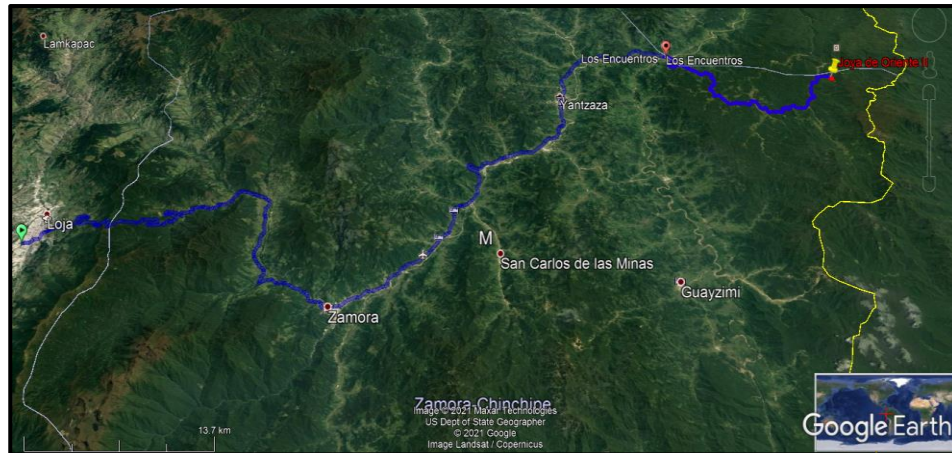 Lamkapac
Los Encuentros
Los Encuentros
Joya de Oriente II
Yantzaza
Loja
M
San Carlos de las Minas
Guayzimi
Zamora
Zamora-Chinchipe
Image © 2021 Maxar Technologies
US Dept of State Geographer
© 2021 Google
Image Landsat / Copernicus
13.7 km
Google Earth